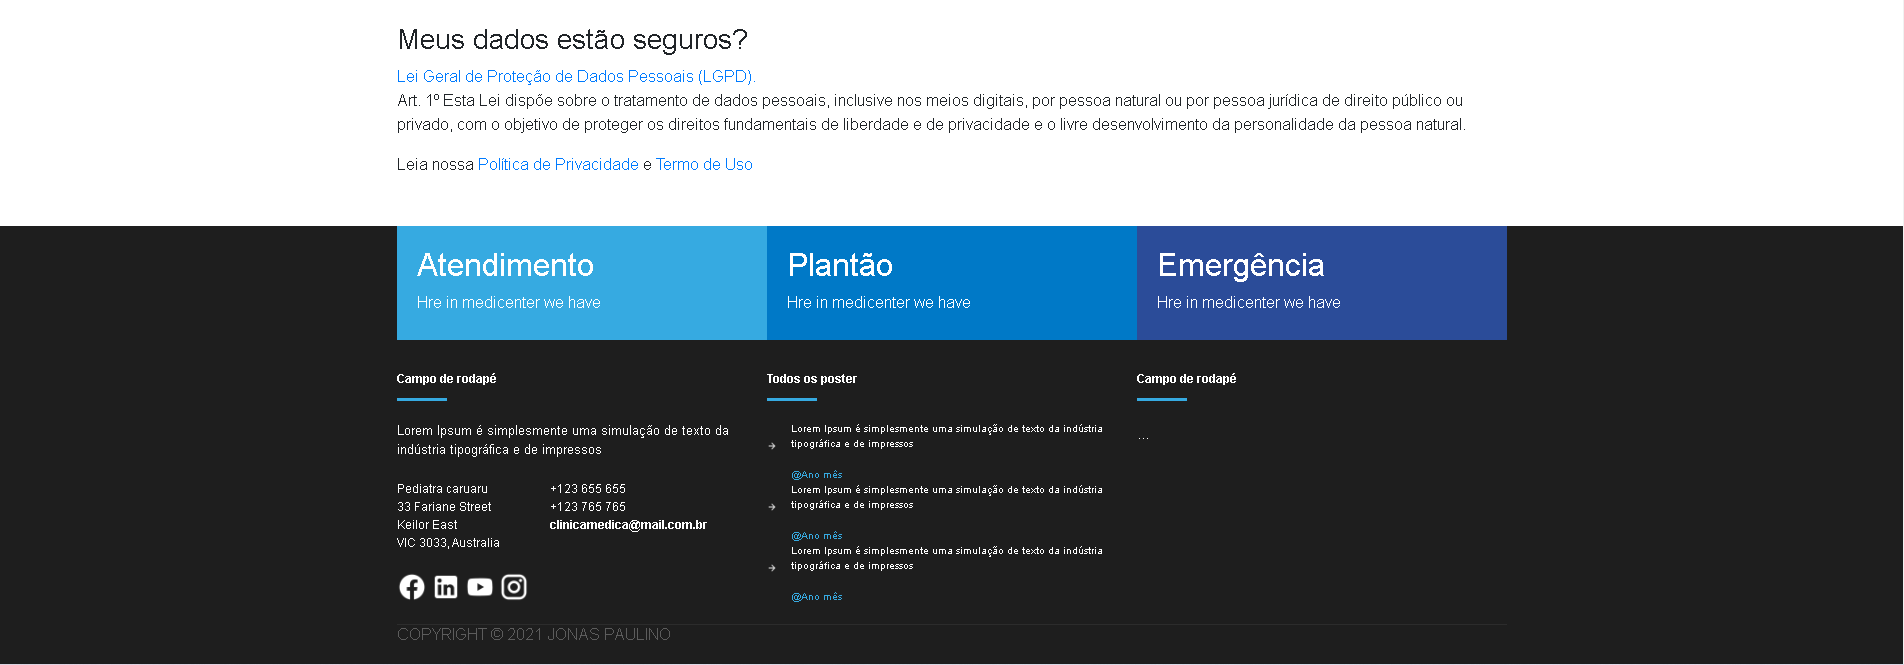 Meus dados estão seguros?
Lei Geral de Proteção de Dados Pessoais (LGPD).
Art. 1º Esta Lei dispõe sobre o tratamento de dados pessoais, inclusive nos meios digitais, por pessoa natural ou por pessoa jurídica de direito público ou
privado, com o objetivo de proteger os direitos fundamentais de liberdade e de privacidade e o livre desenvolvimento da personalidade da pessoa natural.
Leia nossa Política de Privacidade e Termo de Uso
Atendimento
Hre in medicenter we have
Plantão
Hre in medicenter we have
Emergência
Hre in medicenter we have
Campo de rodapé
Lorem Ipsum é simplesmente uma simulação de texto da
indústria tipográfica e de impressos
Pediatra caruaru
33 Fariane Street
Keilor East
VIC 3033, Australia
+123 655 655
+123 765 765
clinicamedica@mail.com.br
Todos os poster
Lorem Ipsum é simplesmente uma simulação de texto da indústria
tipográfica e de impressos
@Ano mês
Lorem Ipsum é simplesmente uma simulação de texto da indústria
tipográfica e de impressos
@Ano mês
Lorem Ipsum é simplesmente uma simulação de texto da indústria
tipográfica e de impressos
@Ano mês
Campo de rodapé
...
COPYRIGHT © 2021 JONAS PAULINO